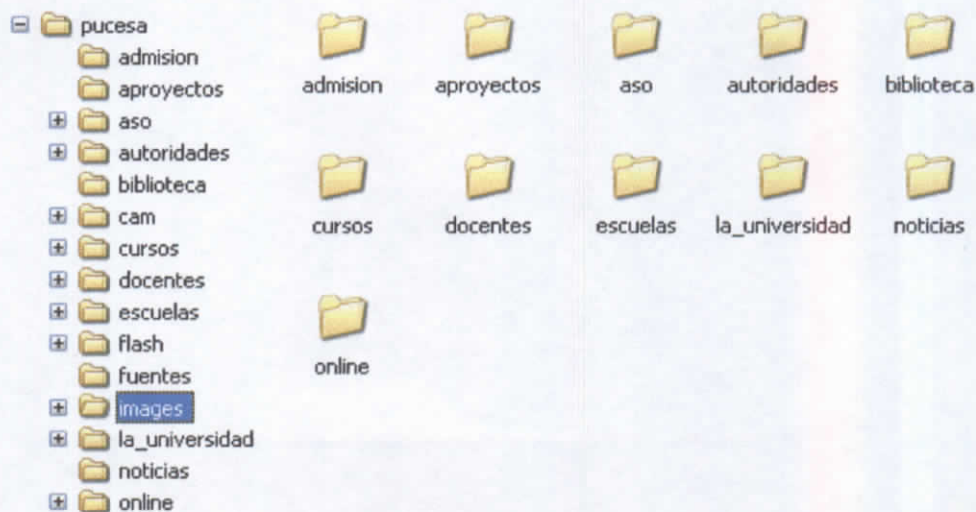 pucesa
admision
aproyectos
aso
autoridades
biblioteca
cam
cursos
docentes
escuelas
flash
fuentes
images
la_universidad
noticias
online
admision aproyectos aso autoridades biblioteca
cursos docentes escuelas la_universidad noticias
online